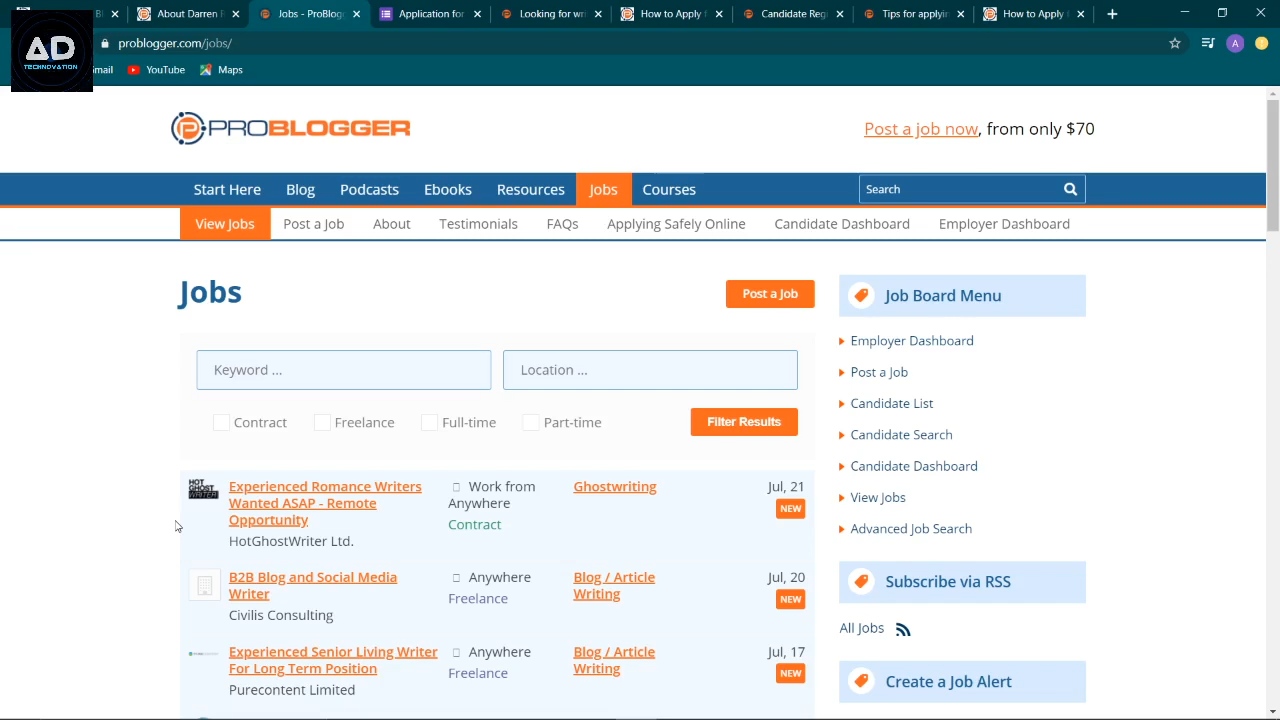 About Darren R
Jobs - ProBlogg
Application for
Looking for wri
How to Apply f
Candidate Regi
Tips for applyin
How to Apply f
AD
TECHNOVATION
problogger.com/jobs/
A
mail
YouTube
Maps
PROBLOGGER
Post a job now, from only $70
Start Here
Blog
Podcasts
Ebooks
Resources
Jobs
Courses
Search
View Jobs
Post a Job
About
Testimonials
FAQs
Applying Safely Online
Candidate Dashboard
Employer Dashboard
Jobs
Post a Job
Keyword ...
Location ...
Contract
Freelance
Full-time
Part-time
Filter Results
HOT
GHOST
WRITER
Experienced Romance Writers
Wanted ASAP - Remote
Opportunity
HotGhostWriter Ltd.
Work from
Anywhere
Contract
Ghostwriting
Jul, 21
NEW
B2B Blog and Social Media
Writer
Civilis Consulting
Anywhere
Freelance
Blog / Article
Writing
Jul, 20
NEW
Experienced Senior Living Writer
For Long Term Position
Purecontent Limited
Anywhere
Freelance
Blog / Article
Writing
Jul, 17
NEW
Job Board Menu
Employer Dashboard
Post a Job
Candidate List
Candidate Search
Candidate Dashboard
View Jobs
Advanced Job Search
Subscribe via RSS
All Jobs
Create a Job Alert